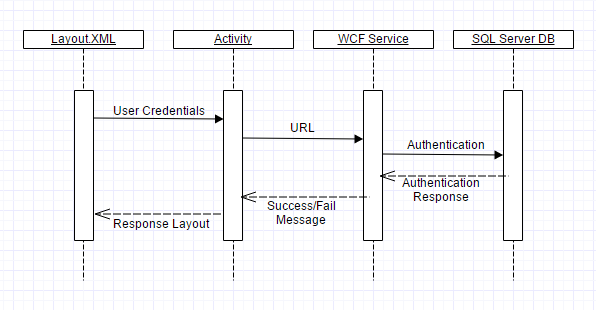 Layout.XML
Activity
WCF Service
SQL Server DB
User Credentials
URL
Authentication
Authentication
Response
Success/Fail
Message
Response Layout